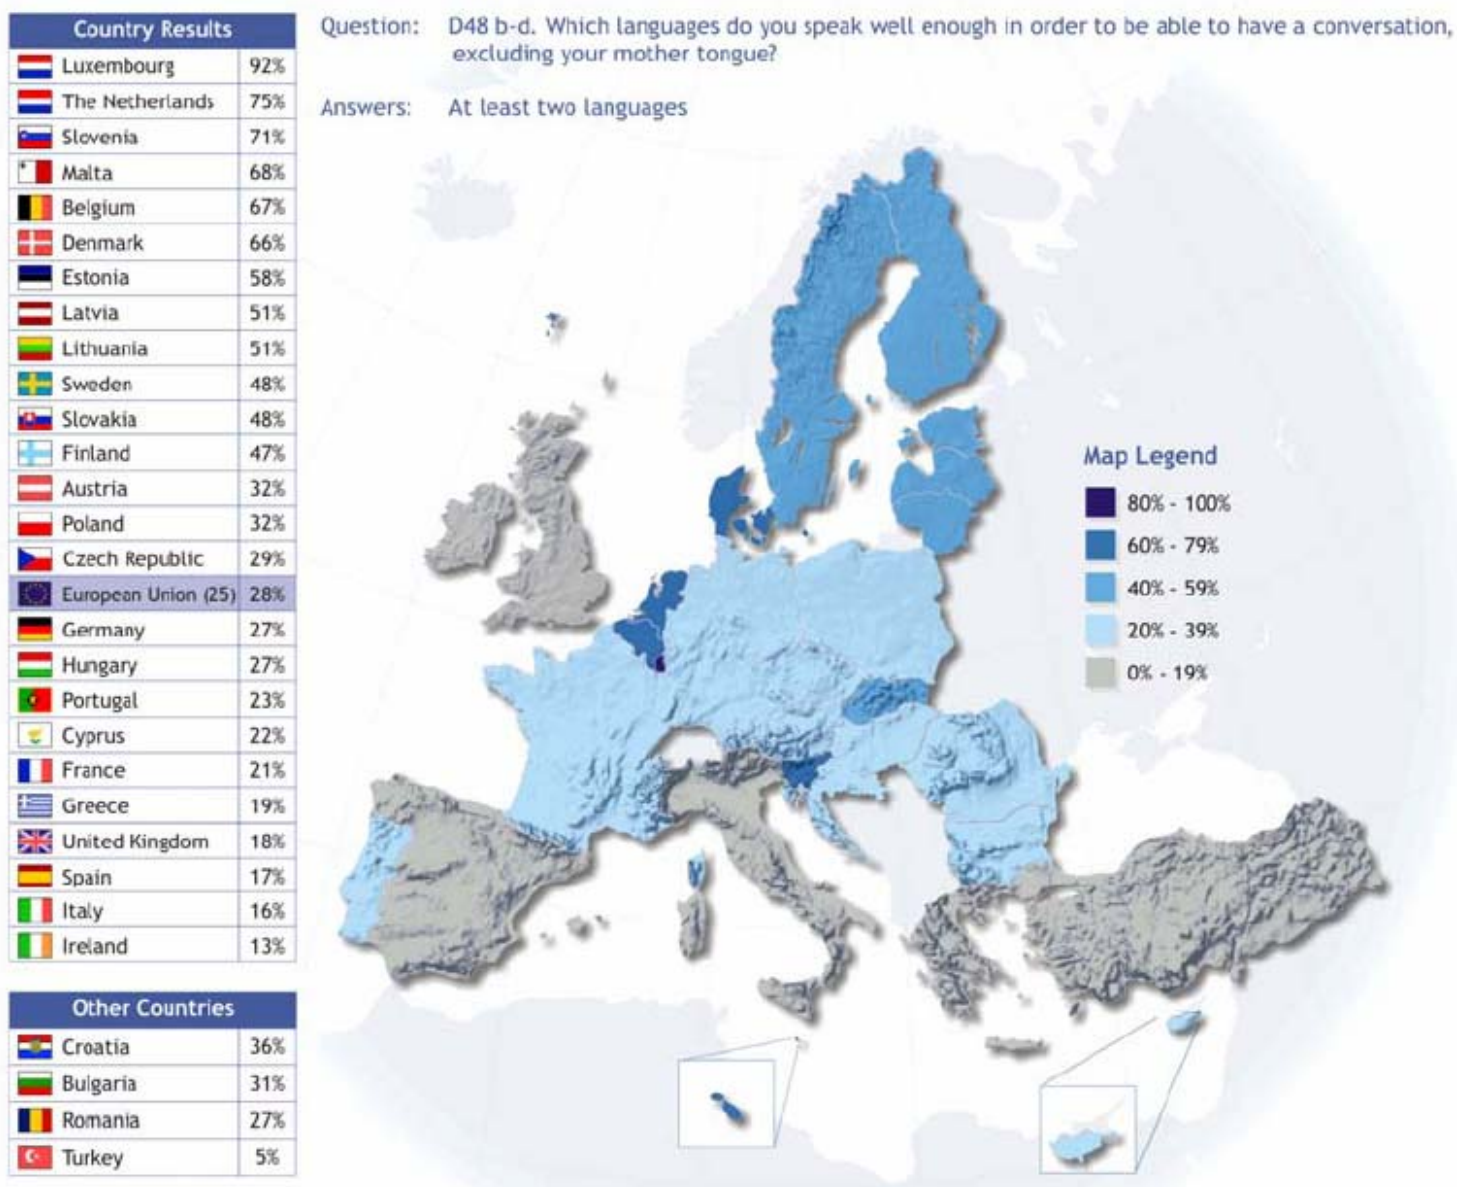 Country Results
Luxembourg 92%
The Netherlands 75%
Slovenia 71%
Malta 68%
Belgium 67%
Denmark 66%
Estonia 58%
Latvia 51%
Lithuania 51%
Sweden 48%
Slovakia 48%
Finland 47%
Austria 32%
Poland 32%
Czech Republic 29%
European Union (25) 28%
Germany 27%
Hungary 27%
Portugal 23%
Cyprus 22%
France 21%
Greece 19%
United Kingdom 18%
Spain 17%
Italy 16%
Ireland 13%
Other Countries
Croatia 36%
Bulgaria 31%
Romania 27%
Turkey 5%
Question: D48 b-d. Which languages do you speak well enough in order to be able to have a conversation,
excluding your mother tongue?
Answers: At least two languages
Map Legend
80% - 100%
60% - 79%
40% - 59%
20% - 39%
0% - 19%